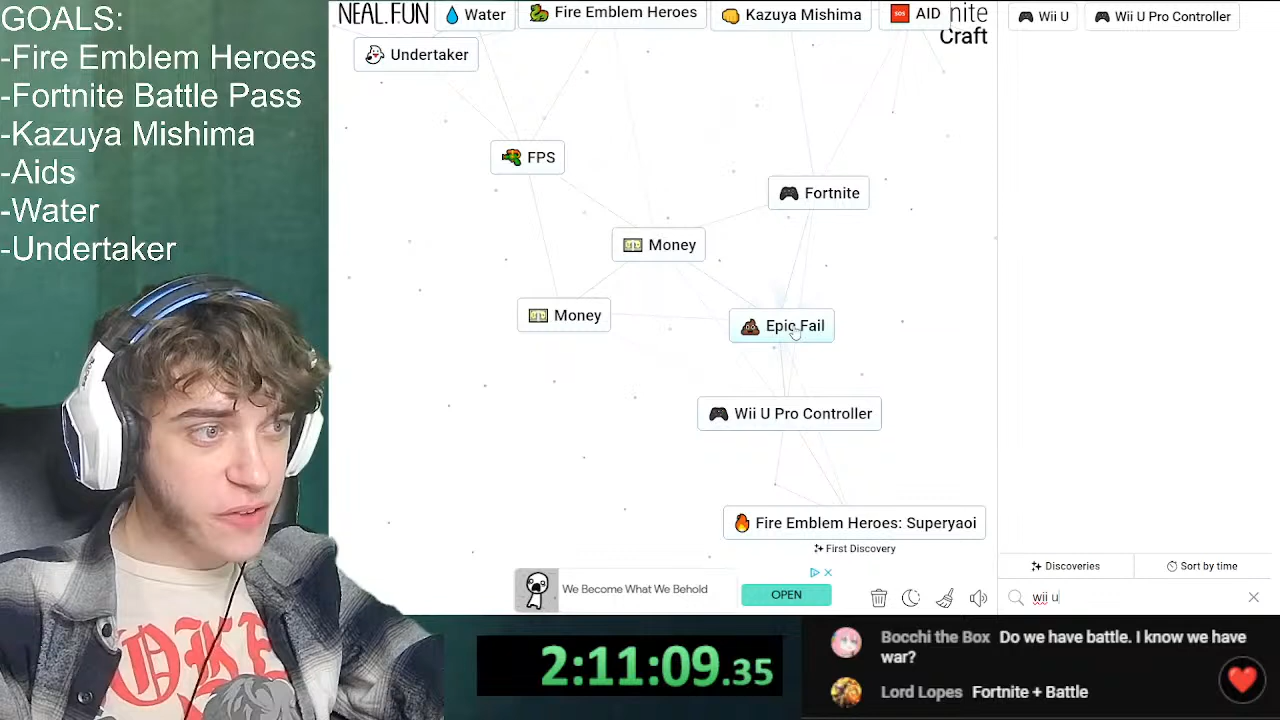 GOALS:
-Fire Emblem Heroes
-Fortnite Battle Pass
-Kazuya Mishima
-Aids
-Water
-Undertaker
NEAL.FUN
Water
Fire Emblem Heroes
Kazuya Mishima
SOS AID
nite
Craft
Undertaker
FPS
Fortnite
Money
Money
Epic Fail
Wii U Pro Controller
Fire Emblem Heroes: Superyaoi
First Discovery
We Become What We Behold
OPEN
Wii U
Wii U Pro Controller
Discoveries
Sort by time
wii u
2:11:09.35
Bocchi the Box Do we have battle. I know we have
war?
Lord Lopes Fortnite + Battle